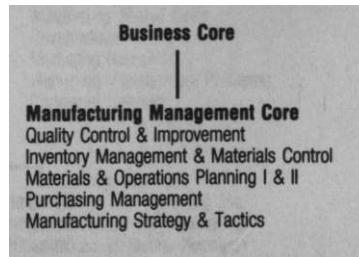 Business Core
Manufacturing Management Core
Quality Control & Improvement
Inventory Management & Materials Control
Materials & Operations Planning I & II
Purchasing Management
Manufacturing Strategy & Tactics